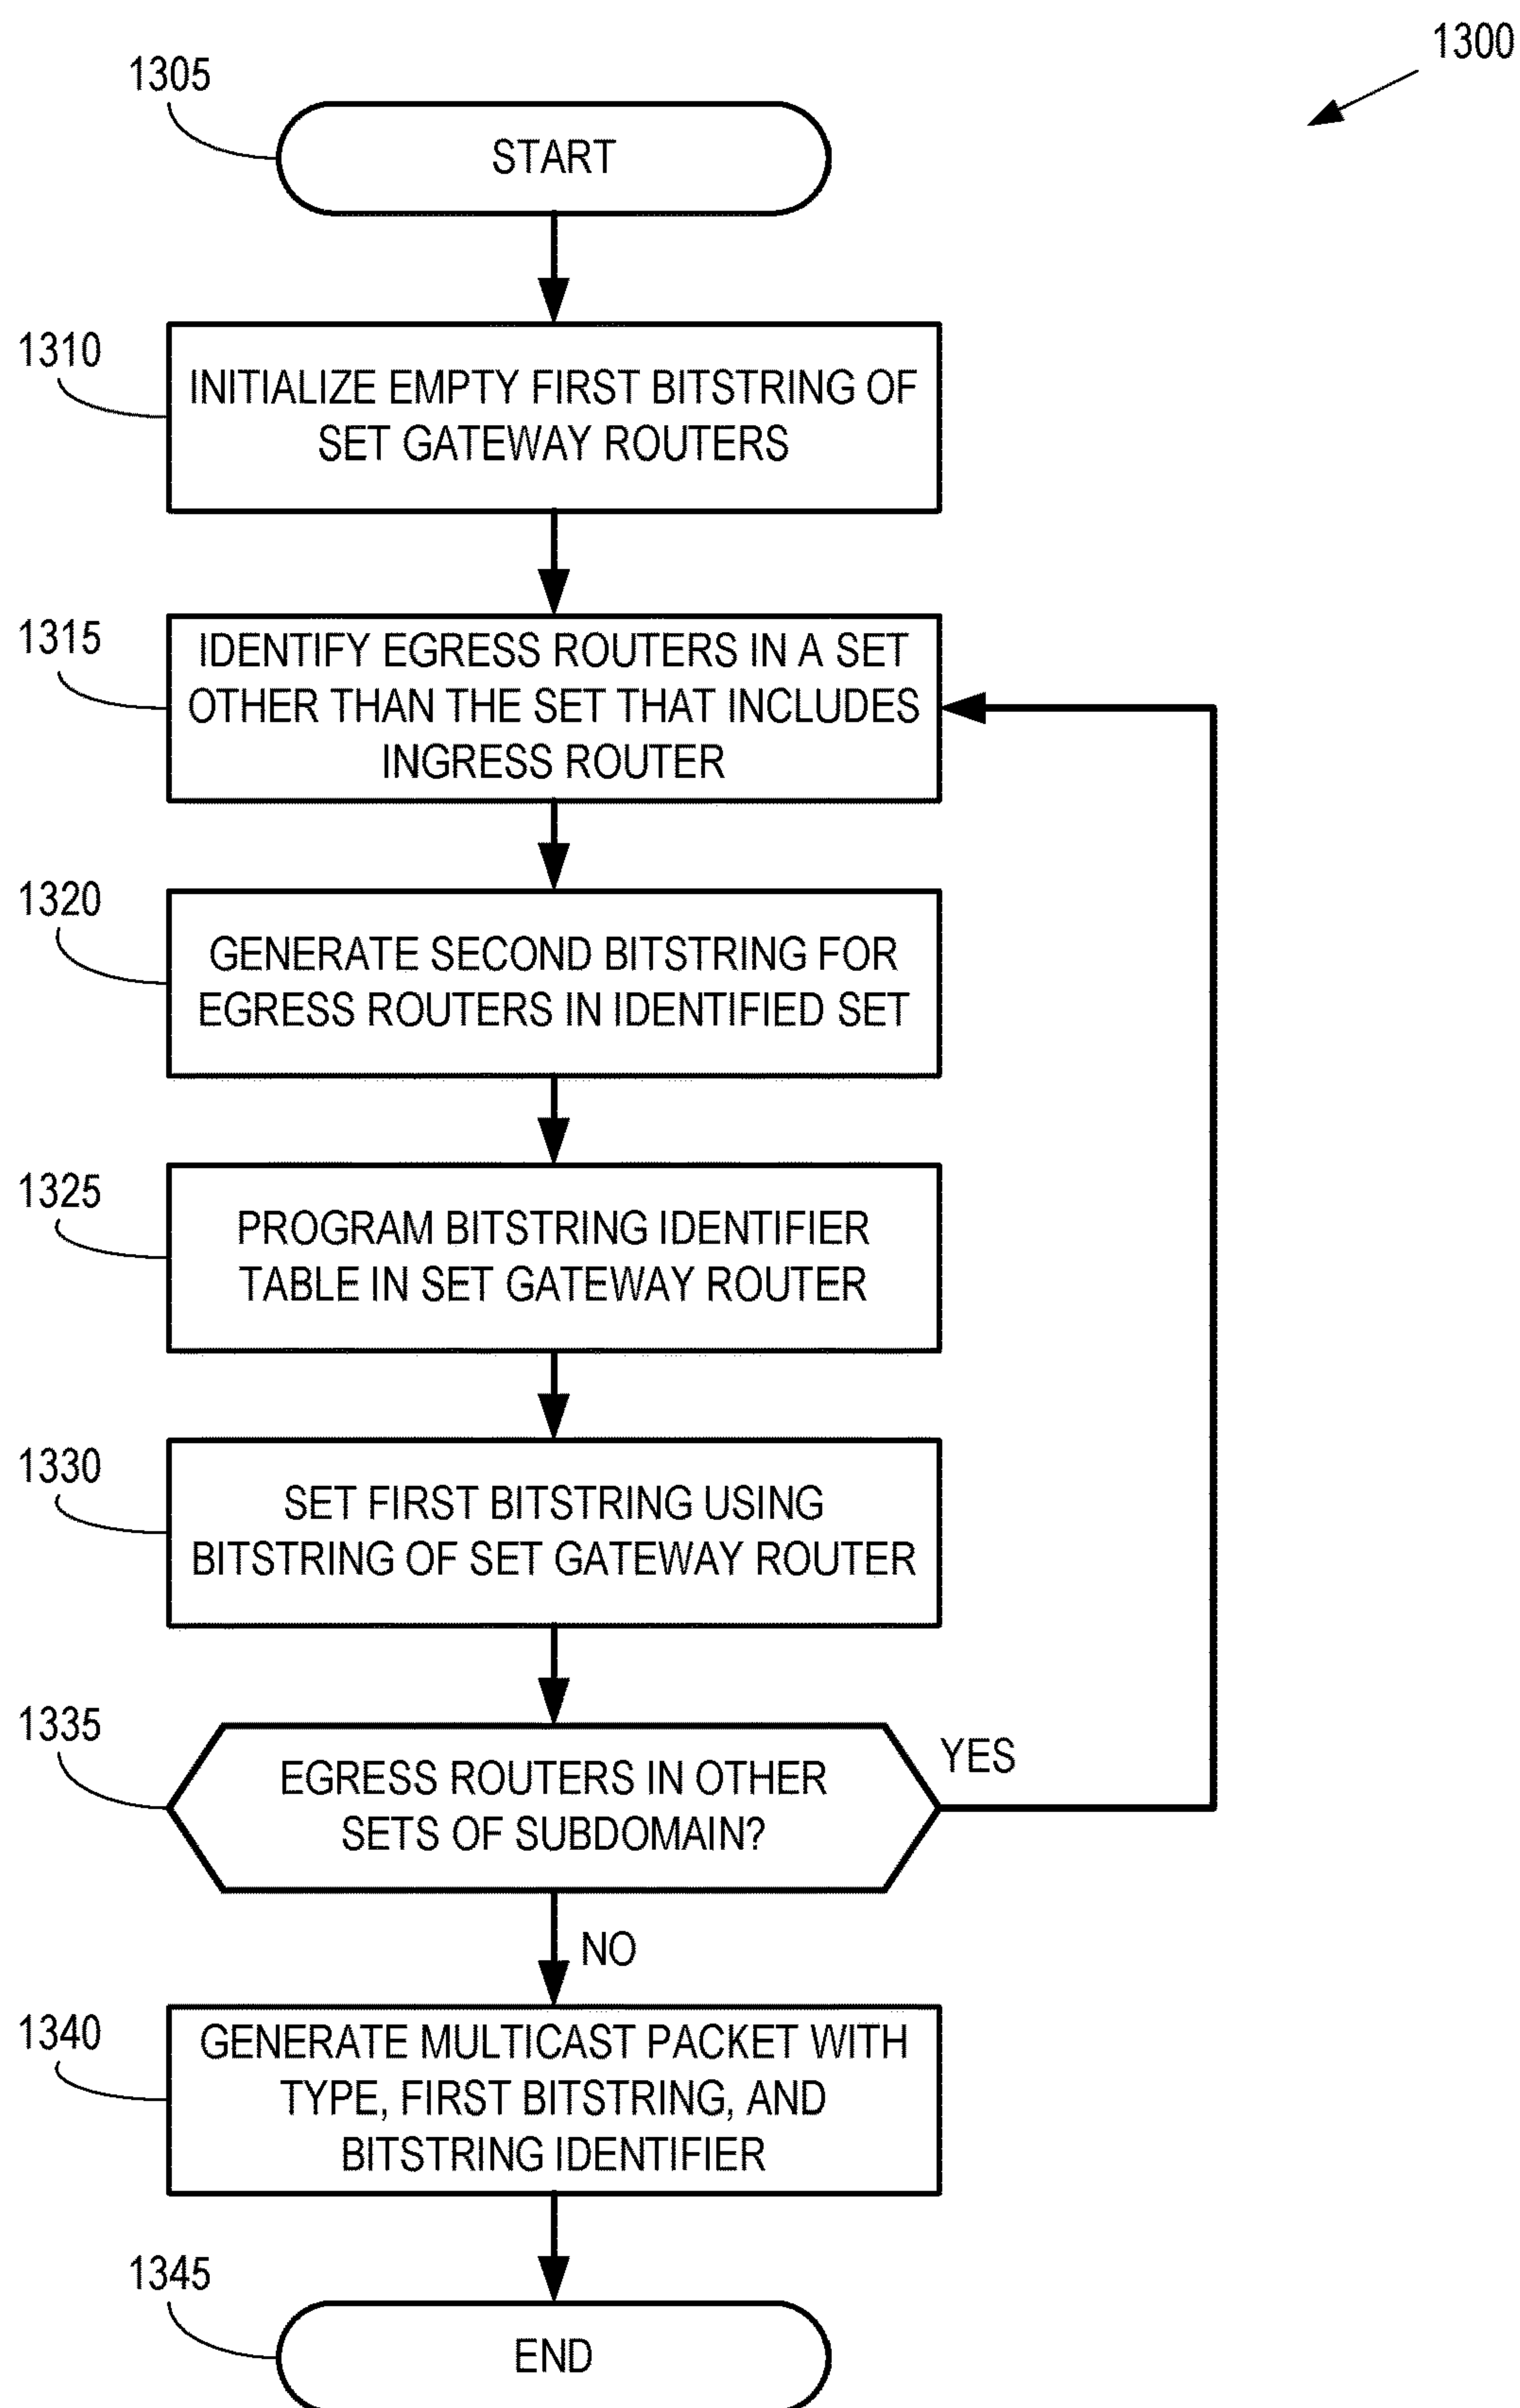 1300
1305
START
1310
INITIALIZE EMPTY FIRST BITSTRING OF
SET GATEWAY ROUTERS
1315
IDENTIFY EGRESS ROUTERS IN A SET
OTHER THAN THE SET THAT INCLUDES
INGRESS ROUTER
1320
GENERATE SECOND BITSTRING FOR
EGRESS ROUTERS IN IDENTIFIED SET
1325
PROGRAM BITSTRING IDENTIFIER
TABLE IN SET GATEWAY ROUTER
1330
SET FIRST BITSTRING USING
BITSTRING OF SET GATEWAY ROUTER
1335
EGRESS ROUTERS IN OTHER
SETS OF SUBDOMAIN?
YES
NO
1340
GENERATE MULTICAST PACKET WITH
TYPE, FIRST BITSTRING, AND
BITSTRING IDENTIFIER
1345
END